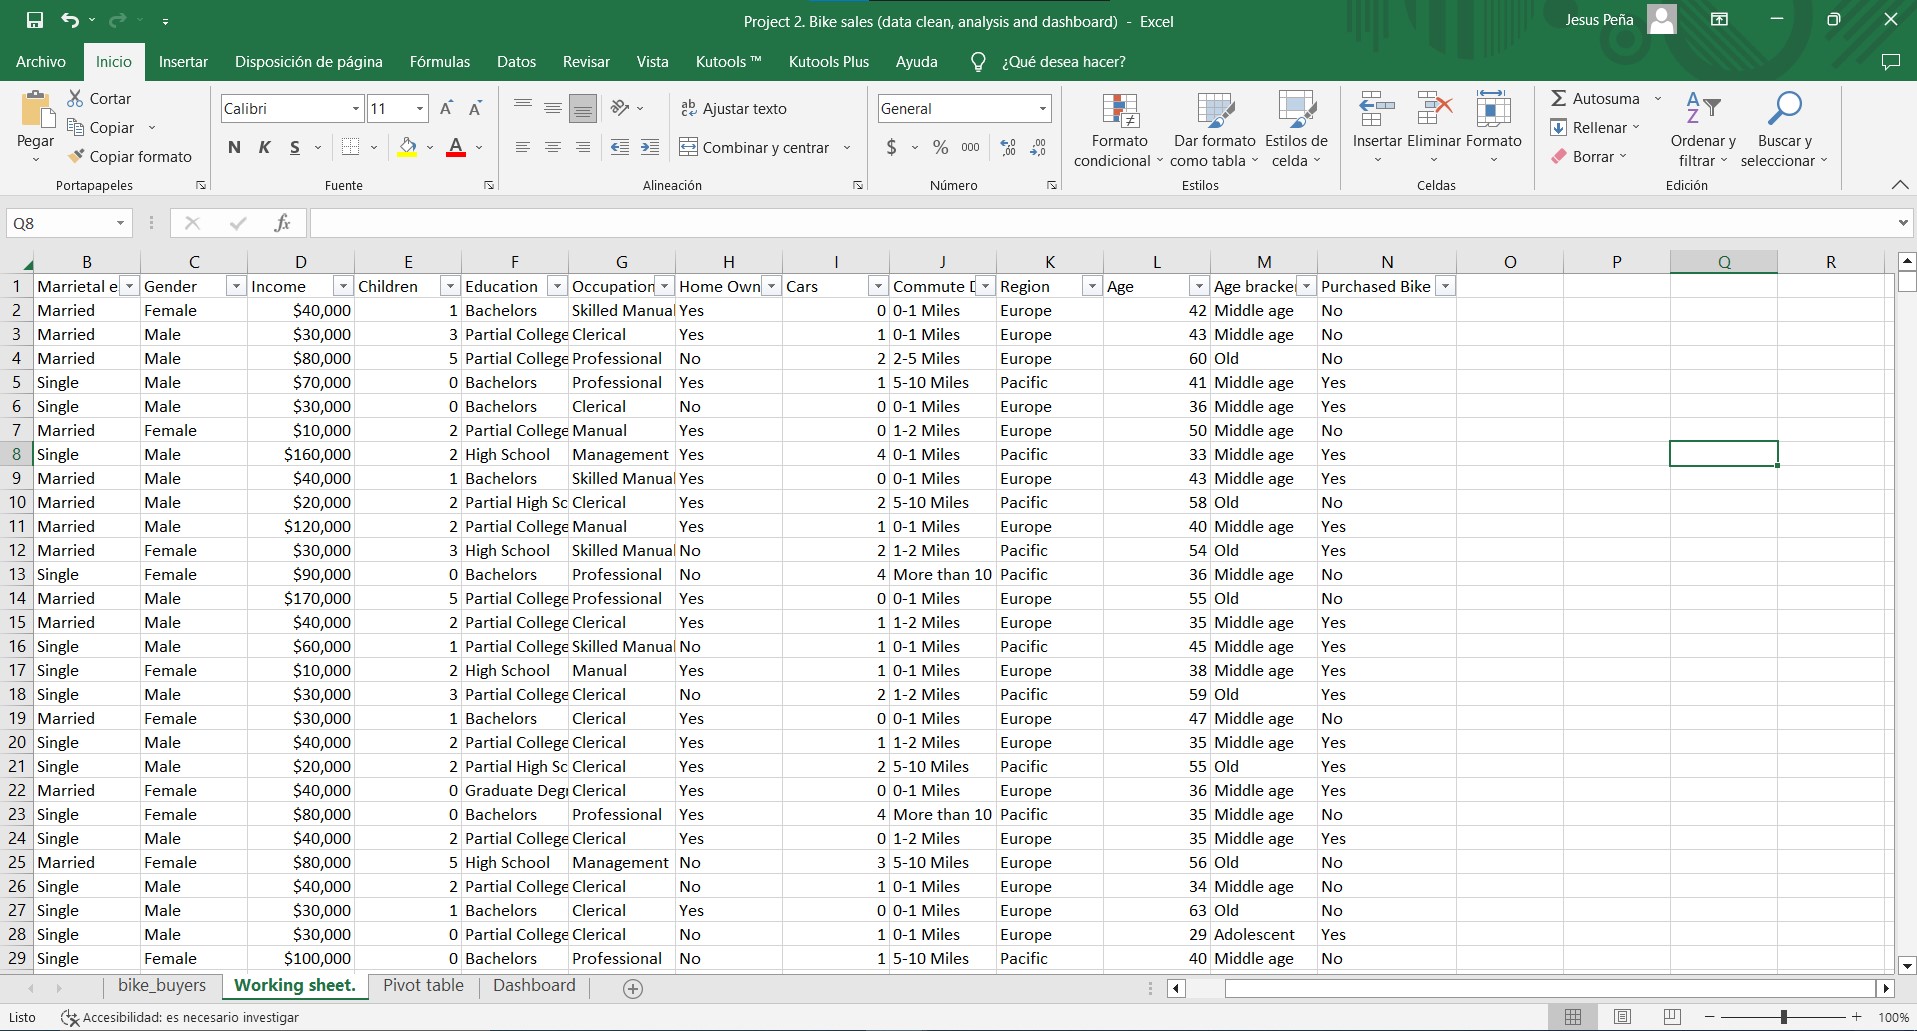 Project 2. Bike sales (data clean, analysis and dashboard) - Excel
Jesus Peña
Archivo Inicio Insertar Disposición de página Fórmulas Datos Revisar Vista Kutools ™ Kutools Plus Ayuda ¿Qué desea hacer?
Pegar
Cortar
Copiar
Copiar formato
Portapapeles
Calibri 11
N K S
Fuente
Ajustar texto
Combinar y centrar
Alineación
General
$ % 000
Número
Formato condicional
Dar formato como tabla
Estilos de celda
Estilos
Insertar Eliminar Formato
Celdas
Autosuma
Rellenar
Borrar
Ordenar y filtrar
Buscar y seleccionar
Edición
Q8
fx
B C D E F G H I J K L M N O P Q R
1 Marrietal e Gender Income Children Education Occupation Home Own Cars Commute D Region Age Age bracket Purchased Bike
2 Married Female $40,000 1 Bachelors Skilled Manual Yes 0 0-1 Miles Europe 42 Middle age No
3 Married Male $30,000 3 Partial College Clerical Yes 1 0-1 Miles Europe 43 Middle age No
4 Married Male $80,000 5 Partial College Professional No 2 2-5 Miles Europe 60 Old No
5 Single Male $70,000 0 Bachelors Professional Yes 1 5-10 Miles Pacific 41 Middle age Yes
6 Single Male $30,000 0 Bachelors Clerical No 0 0-1 Miles Europe 36 Middle age Yes
7 Married Female $10,000 2 Partial College Manual Yes 0 1-2 Miles Europe 50 Middle age No
8 Single Male $160,000 2 High School Management Yes 4 0-1 Miles Pacific 33 Middle age Yes
9 Married Male $40,000 1 Bachelors Skilled Manual Yes 0 0-1 Miles Europe 43 Middle age Yes
10 Married Male $20,000 2 Partial High Sc Clerical Yes 2 5-10 Miles Pacific 58 Old No
11 Married Male $120,000 2 Partial College Manual Yes 1 0-1 Miles Europe 40 Middle age Yes
12 Married Female $30,000 3 High School Skilled Manual No 2 1-2 Miles Pacific 54 Old Yes
13 Single Female $90,000 0 Bachelors Professional No 4 More than 10 Pacific 36 Middle age No
14 Married Male $170,000 5 Partial College Professional Yes 0 0-1 Miles Europe 55 Old No
15 Married Male $40,000 2 Partial College Clerical Yes 1 1-2 Miles Europe 35 Middle age Yes
16 Single Male $60,000 1 Partial College Skilled Manual No 1 0-1 Miles Pacific 45 Middle age Yes
17 Single Female $10,000 2 High School Manual Yes 1 0-1 Miles Europe 38 Middle age Yes
18 Single Male $30,000 3 Partial College Clerical No 2 1-2 Miles Pacific 59 Old Yes
19 Married Female $30,000 1 Bachelors Clerical Yes 0 0-1 Miles Europe 47 Middle age No
20 Single Male $40,000 2 Partial College Clerical Yes 1 1-2 Miles Europe 35 Middle age Yes
21 Single Male $20,000 2 Partial High Sc Clerical Yes 2 5-10 Miles Pacific 55 Old Yes
22 Married Female $40,000 0 Graduate Degr Clerical Yes 0 0-1 Miles Europe 36 Middle age Yes
23 Single Female $80,000 0 Bachelors Professional Yes 4 More than 10 Pacific 35 Middle age No
24 Single Male $40,000 2 Partial College Clerical Yes 0 1-2 Miles Europe 35 Middle age Yes
25 Married Female $80,000 5 High School Management No 3 5-10 Miles Europe 56 Old No
26 Single Male $40,000 2 Partial College Clerical No 1 0-1 Miles Europe 34 Middle age No
27 Single Male $30,000 1 Bachelors Clerical Yes 0 0-1 Miles Europe 63 Old No
28 Single Male $30,000 0 Partial College Clerical No 1 0-1 Miles Europe 29 Adolescent Yes
29 Single Female $100,000 0 Bachelors Professional No 1 5-10 Miles Pacific 40 Middle age No
bike_buyers Working sheet. Pivot table Dashboard
Listo Accesibilidad: es necesario investigar 100%